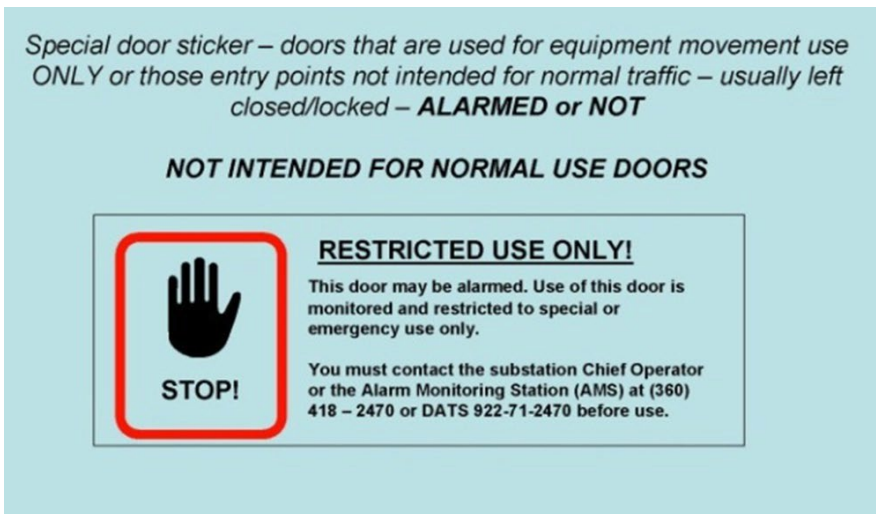 Special door sticker – doors that are used for equipment movement use
ONLY or those entry points not intended for normal traffic – usually left
closed/locked – ALARMED or NOT
NOT INTENDED FOR NORMAL USE DOORS
STOP!
RESTRICTED USE ONLY!
This door may be alarmed. Use of this door is
monitored and restricted to special or
emergency use only.
You must contact the substation Chief Operator
or the Alarm Monitoring Station (AMS) at (360)
418 – 2470 or DATS 922-71-2470 before use.